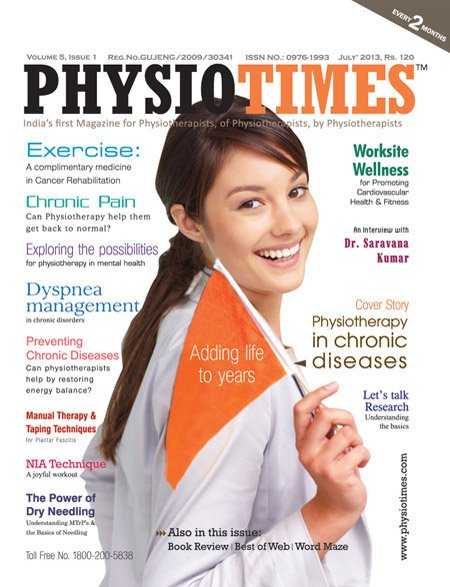 EVERY 2 MONTHS
VOLUME 5, ISSUE 1 REG.NO.GUJENG/2009/30341 ISSN NO.: 0976-1993 JULY' 2013, RS. 120
PHYSIOTIMES™
India's first Magazine for Physiotherapists, of Physiotherapists, by Physiotherapists
Exercise:
A complimentary medicine
in Cancer Rehabilitation
Chronic Pain
Can Physiotherapy help them
get back to normal?
Exploring the possibilities
for physiotherapy in mental health
Dyspnea
management
in chronic disorders
Preventing
Chronic Diseases
Can physiotherapists
help by restoring
energy balance?
Manual Therapy &
Taping Techniques
for Plantar Fascitis
NIA Technique
A joyful workout
The Power of
Dry Needling
Understanding MTrP's &
the Basics of Needling
Toll Free No. 1800-200-5838
Adding life
to years
Worksite
Wellness
for Promoting
Cardiovascular
Health & Fitness
An Interview with
Dr. Saravana
Kumar
Cover Story
Physiotherapy
in chronic
diseases
Let's talk
Research
Understanding
the basics
www.physiotimes.com
Also in this issue:
Book Review | Best of Web | Word Maze